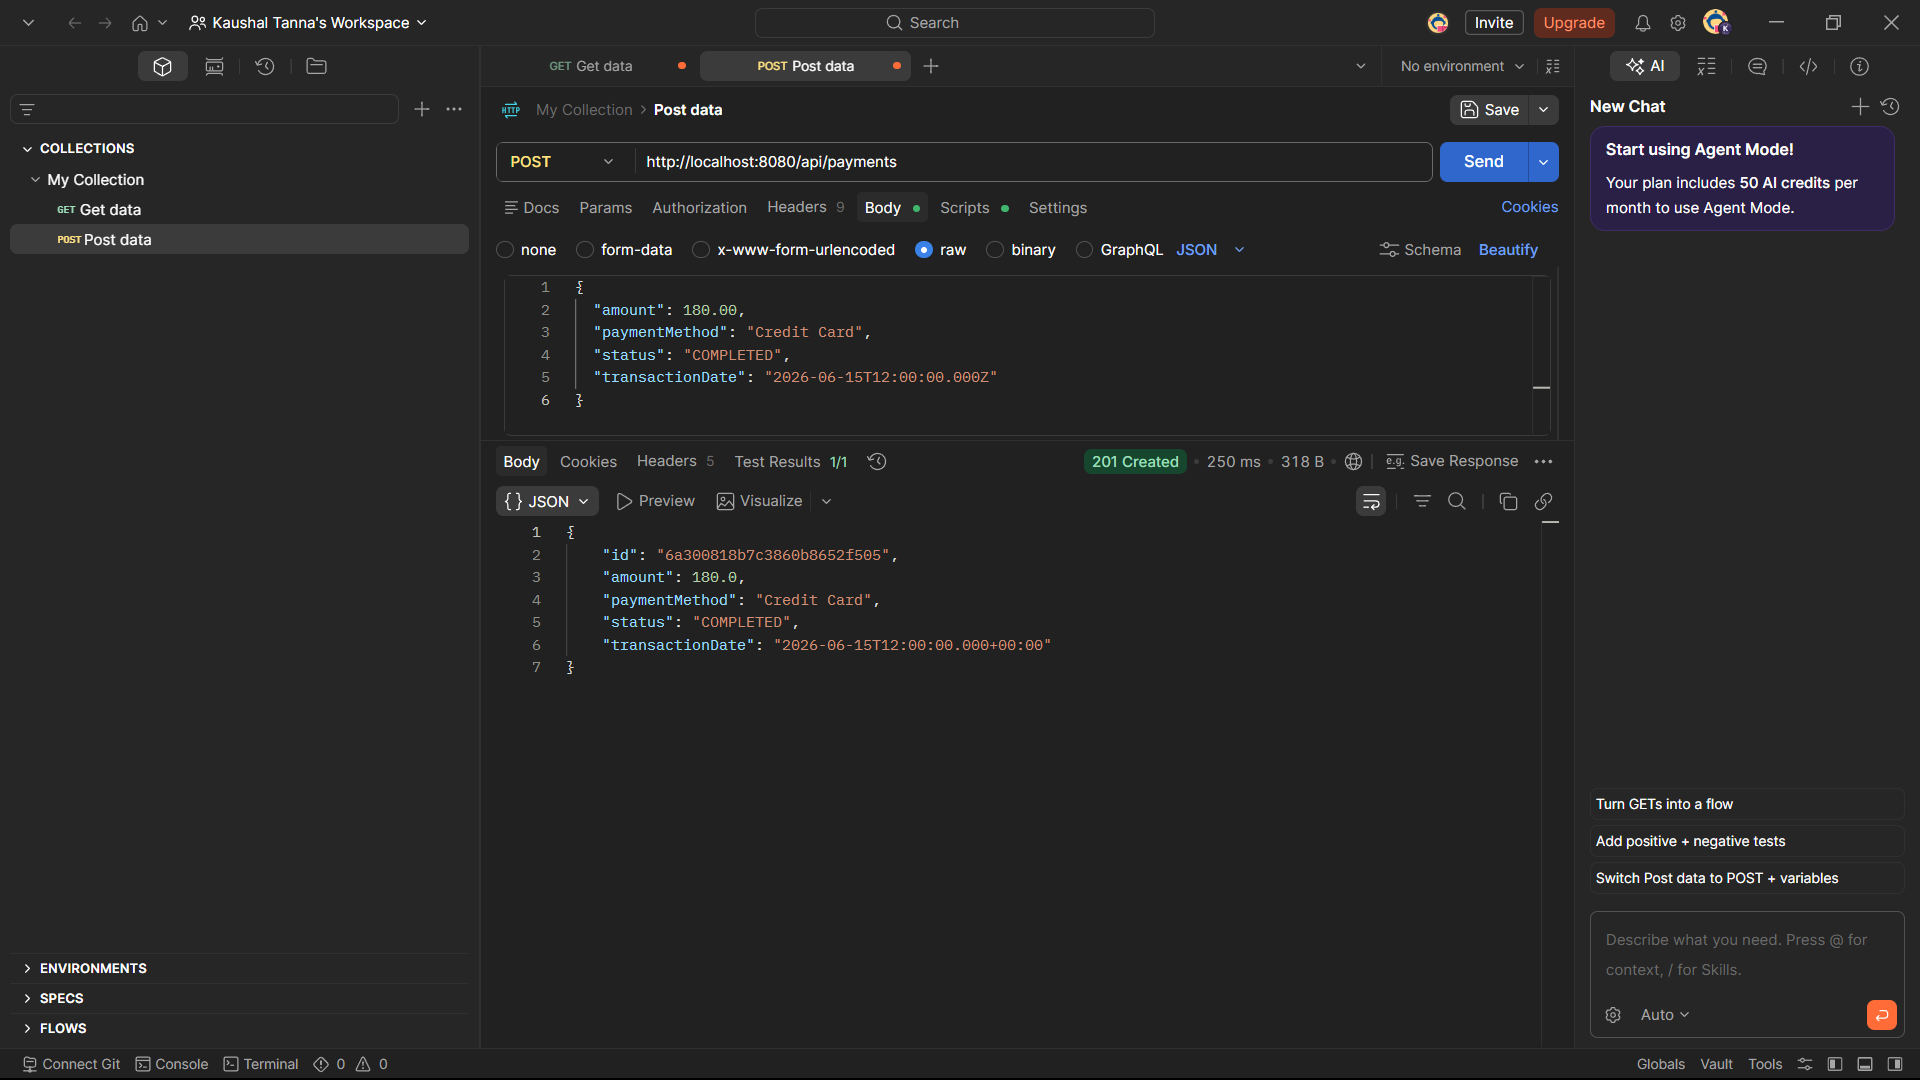 Kaushal Tanna's Workspace
Search
Invite
Upgrade
K
GET Get data
POST Post data
No environment
AI
HTTP My Collection > Post data
Save
New Chat
COLLECTIONS
My Collection
GET Get data
POST Post data
POST
http://localhost:8080/api/payments
Send
Start using Agent Mode!
Your plan includes 50 AI credits per
month to use Agent Mode.
Docs
Params
Authorization
Headers 9
Body
Scripts
Settings
Cookies
none
form-data
x-www-form-urlencoded
raw
binary
GraphQL
JSON
Schema
Beautify
1 {
2 "amount": 180.00,
3 "paymentMethod": "Credit Card",
4 "status": "COMPLETED",
5 "transactionDate": "2026-06-15T12:00:00.000Z"
6 }
Body
Cookies
Headers 5
Test Results 1/1
201 Created
250 ms
318 B
e.g. Save Response
{} JSON
Preview
Visualize
1 {
2 "id": "6a300818b7c3860b8652f505",
3 "amount": 180.0,
4 "paymentMethod": "Credit Card",
5 "status": "COMPLETED",
6 "transactionDate": "2026-06-15T12:00:00.000+00:00"
7 }
Turn GETs into a flow
Add positive + negative tests
Switch Post data to POST + variables
Describe what you need. Press @ for
context, / for Skills.
Auto
ENVIRONMENTS
SPECS
FLOWS
Connect Git
Console
Terminal
0
0
Globals
Vault
Tools